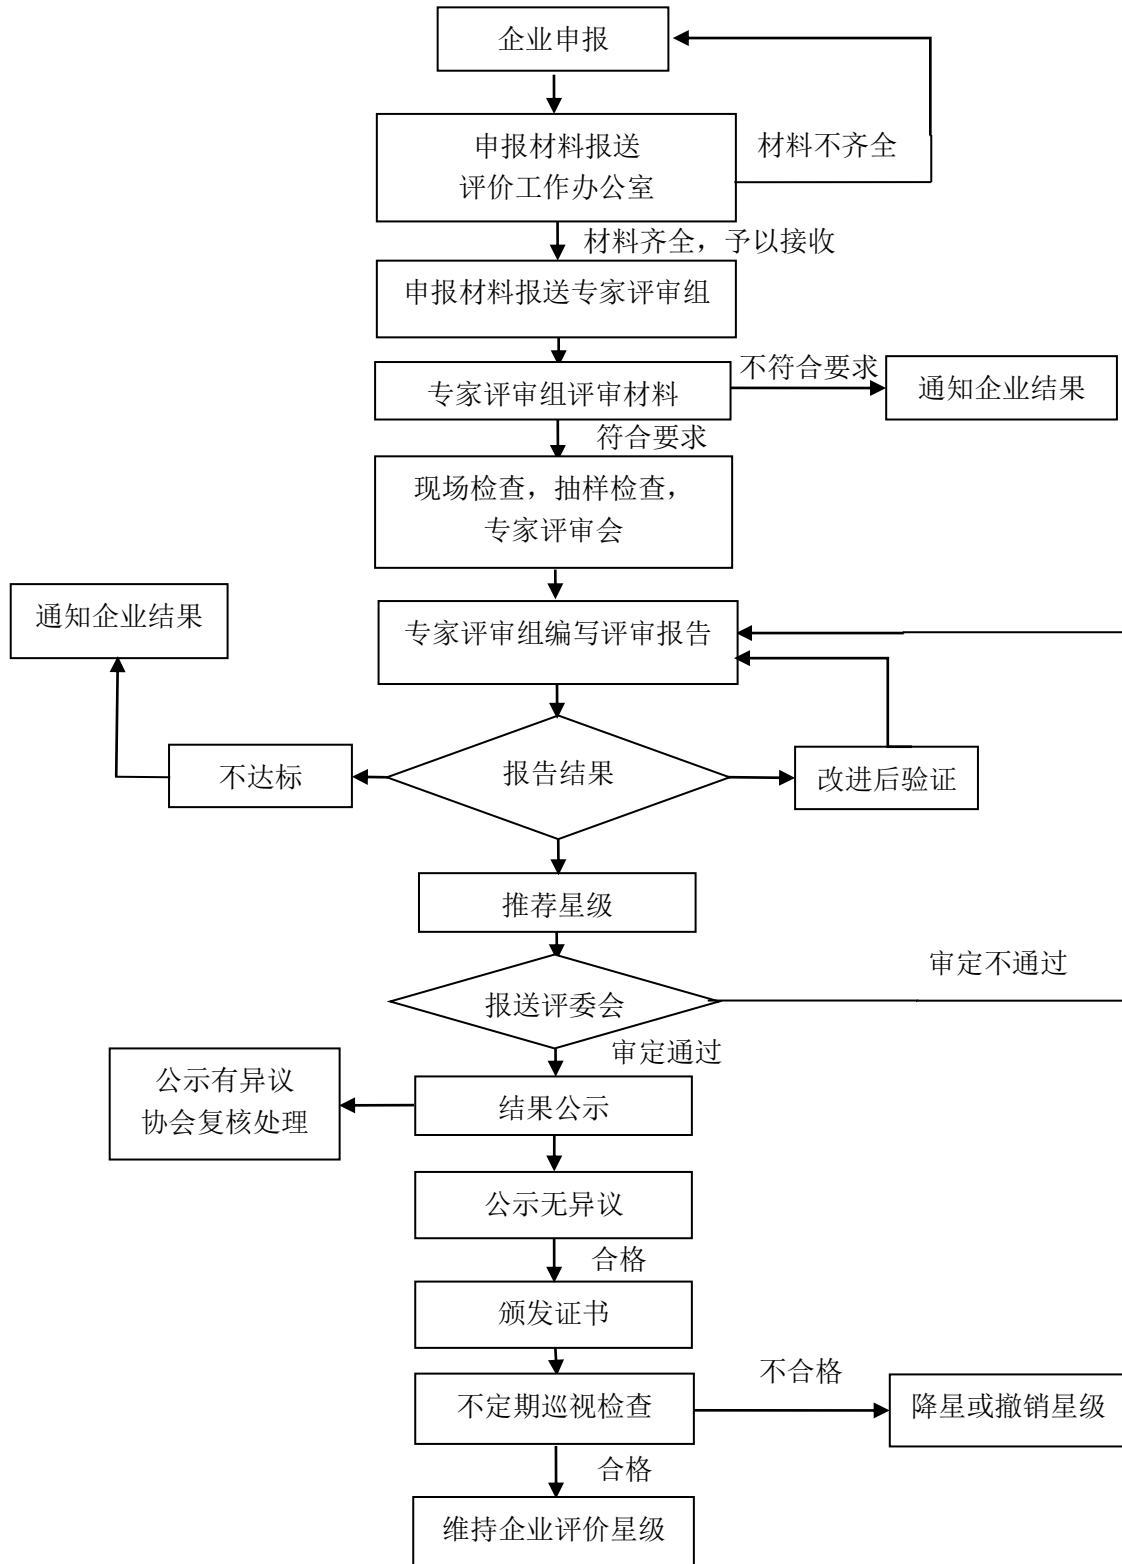 企业申报
申报材料报送
评价工作办公室
材料不齐全
材料齐全，予以接收
申报材料报送专家评审组
专家评审组评审材料
不符合要求
通知企业结果
符合要求
现场检查，抽样检查，
专家评审会
通知企业结果
专家评审组编写评审报告
不达标
报告结果
改进后验证
推荐星级
审定不通过
报送评委会
审定通过
公示有异议
协会复核处理
结果公示
公示无异议
合格
颁发证书
不定期巡视检查
不合格
降星或撤销星级
合格
维持企业评价星级